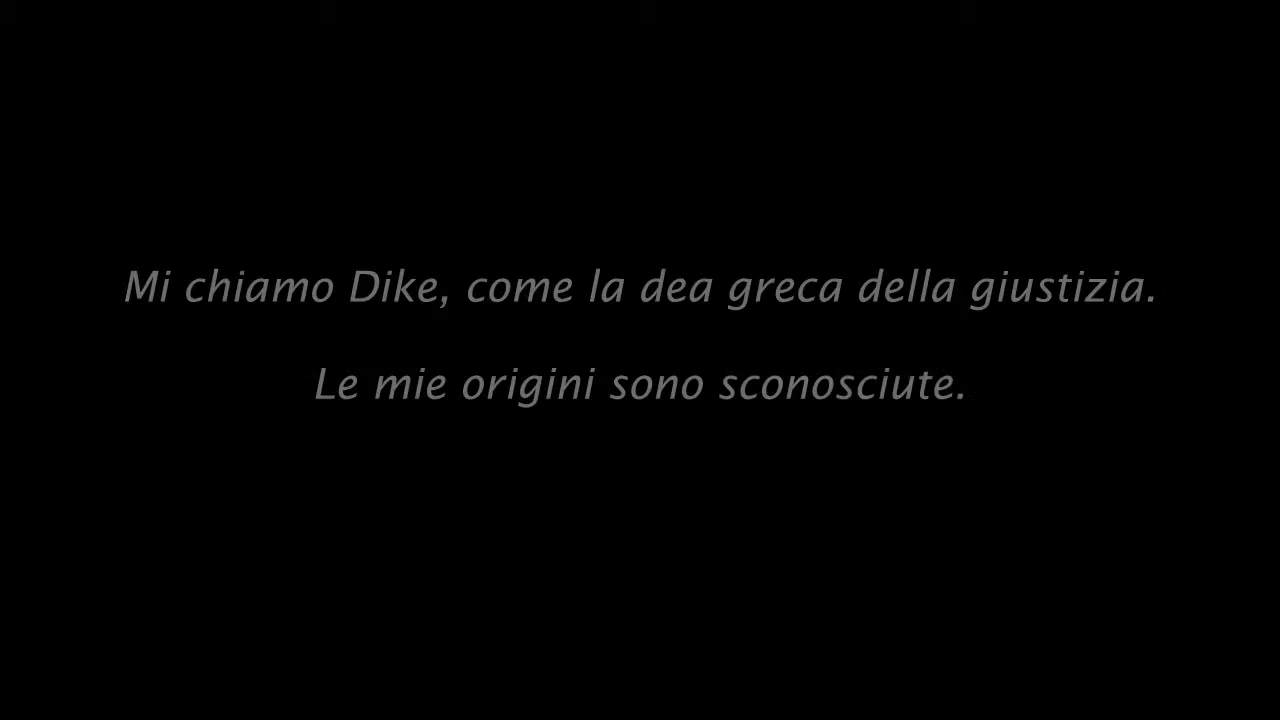 Mi chiamo Dike, come la dea greca della giustizia.
Le mie origini sono sconosciute.